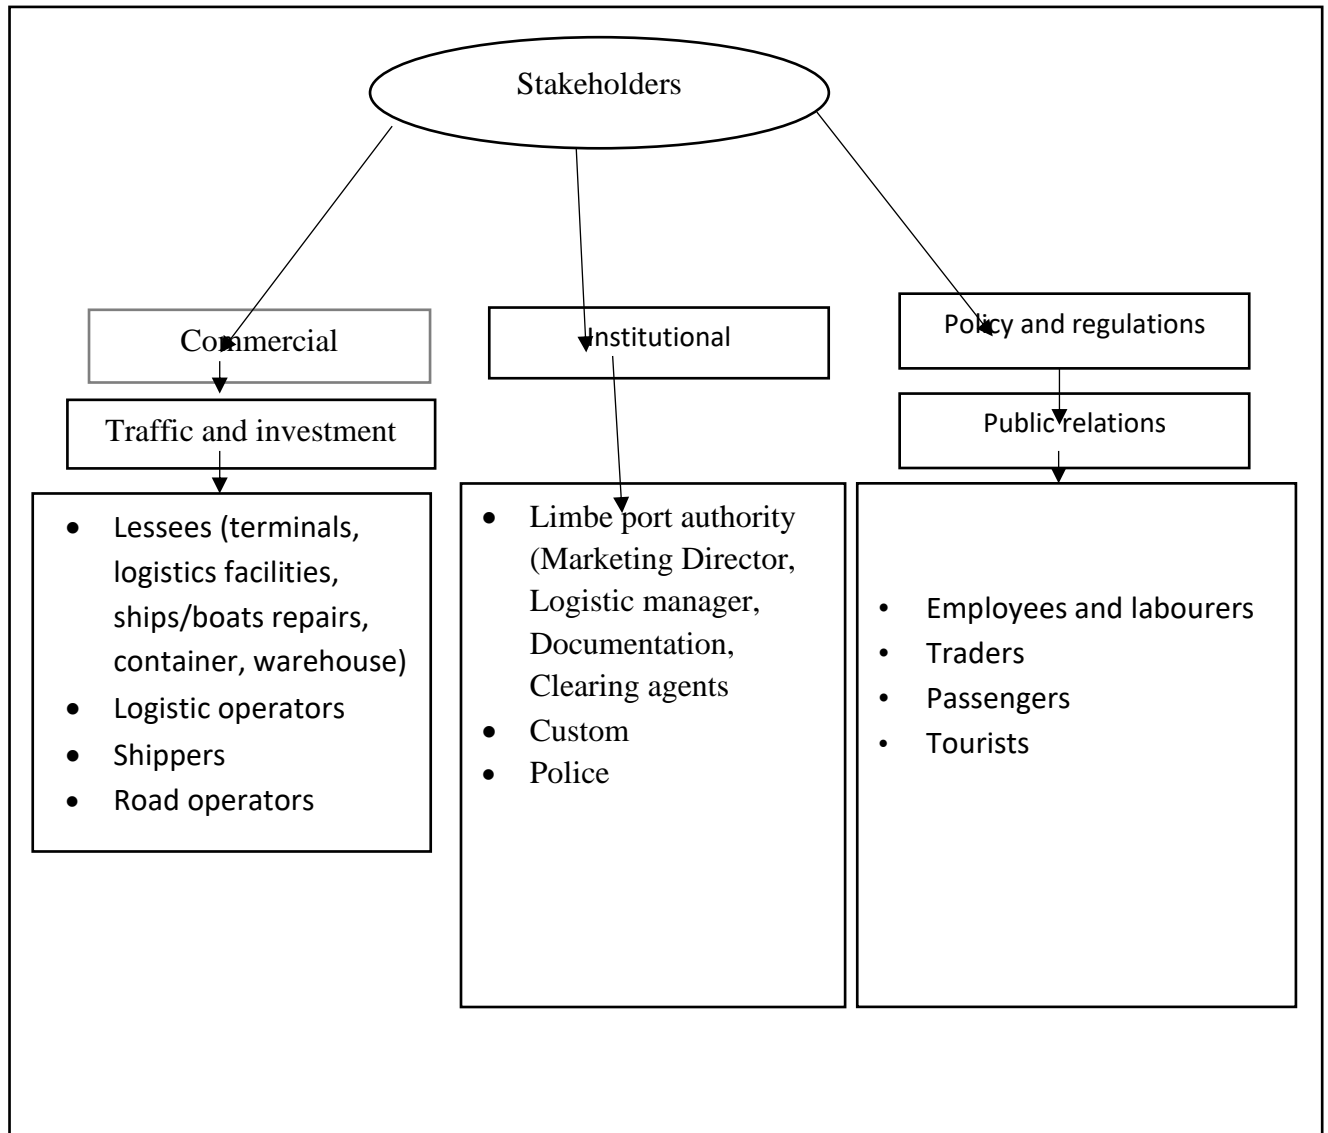 Stakeholders
Commercial
Institutional
Policy and regulations
Traffic and investment
Public relations
• Lessees (terminals,
logistics facilities,
ships/boats repairs,
container, warehouse)
• Logistic operators
• Shippers
• Road operators
• Limbe port authority
(Marketing Director,
Logistic manager,
Documentation,
Clearing agents
• Custom
• Police
• Employees and labourers
• Traders
• Passengers
• Tourists